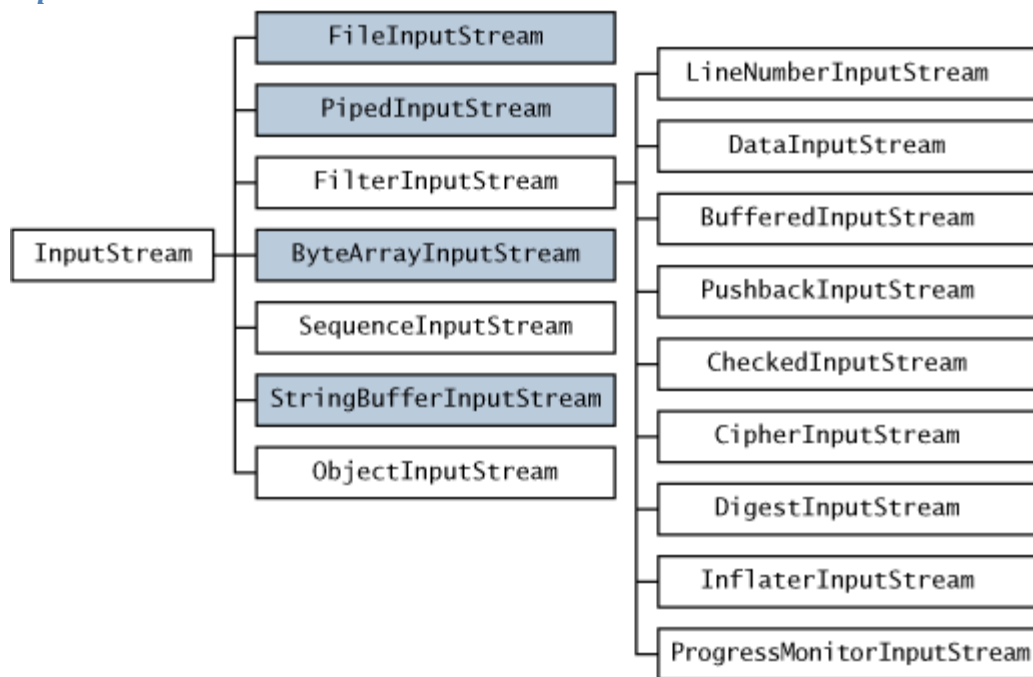 FileInputStream
PipedInputStream
FilterInputStream
InputStream
ByteArrayInputStream
SequenceInputStream
StringBufferInputStream
ObjectInputStream
LineNumberInputStream
DataInputStream
BufferedInputStream
PushbackInputStream
CheckedInputStream
CipherInputStream
DigestInputStream
InflaterInputStream
ProgressMonitorInputStream